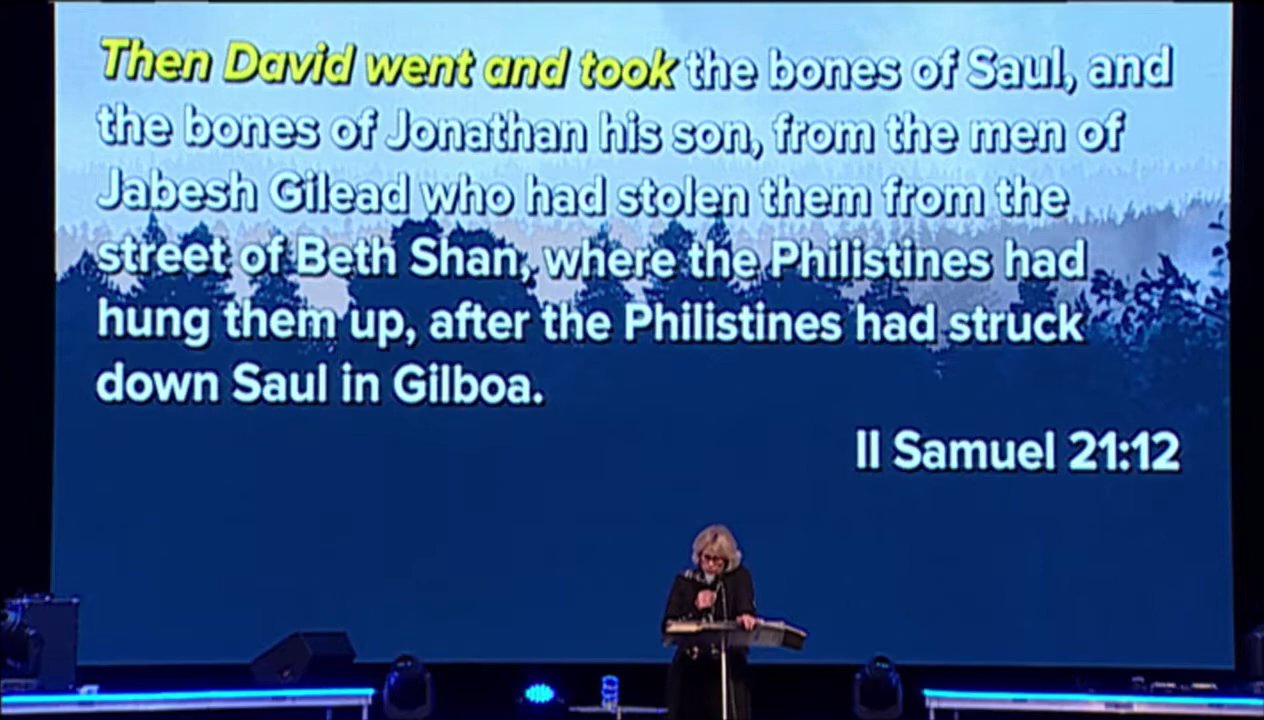 Then David went and took the bones of Saul, and
the bones of Jonathan his son, from the men of
Jabesh Gilead who had stolen them from the
street of Beth Shan, where the Philistines had
hung them up, after the Philistines had struck
down Saul in Gilboa.
II Samuel 21:12